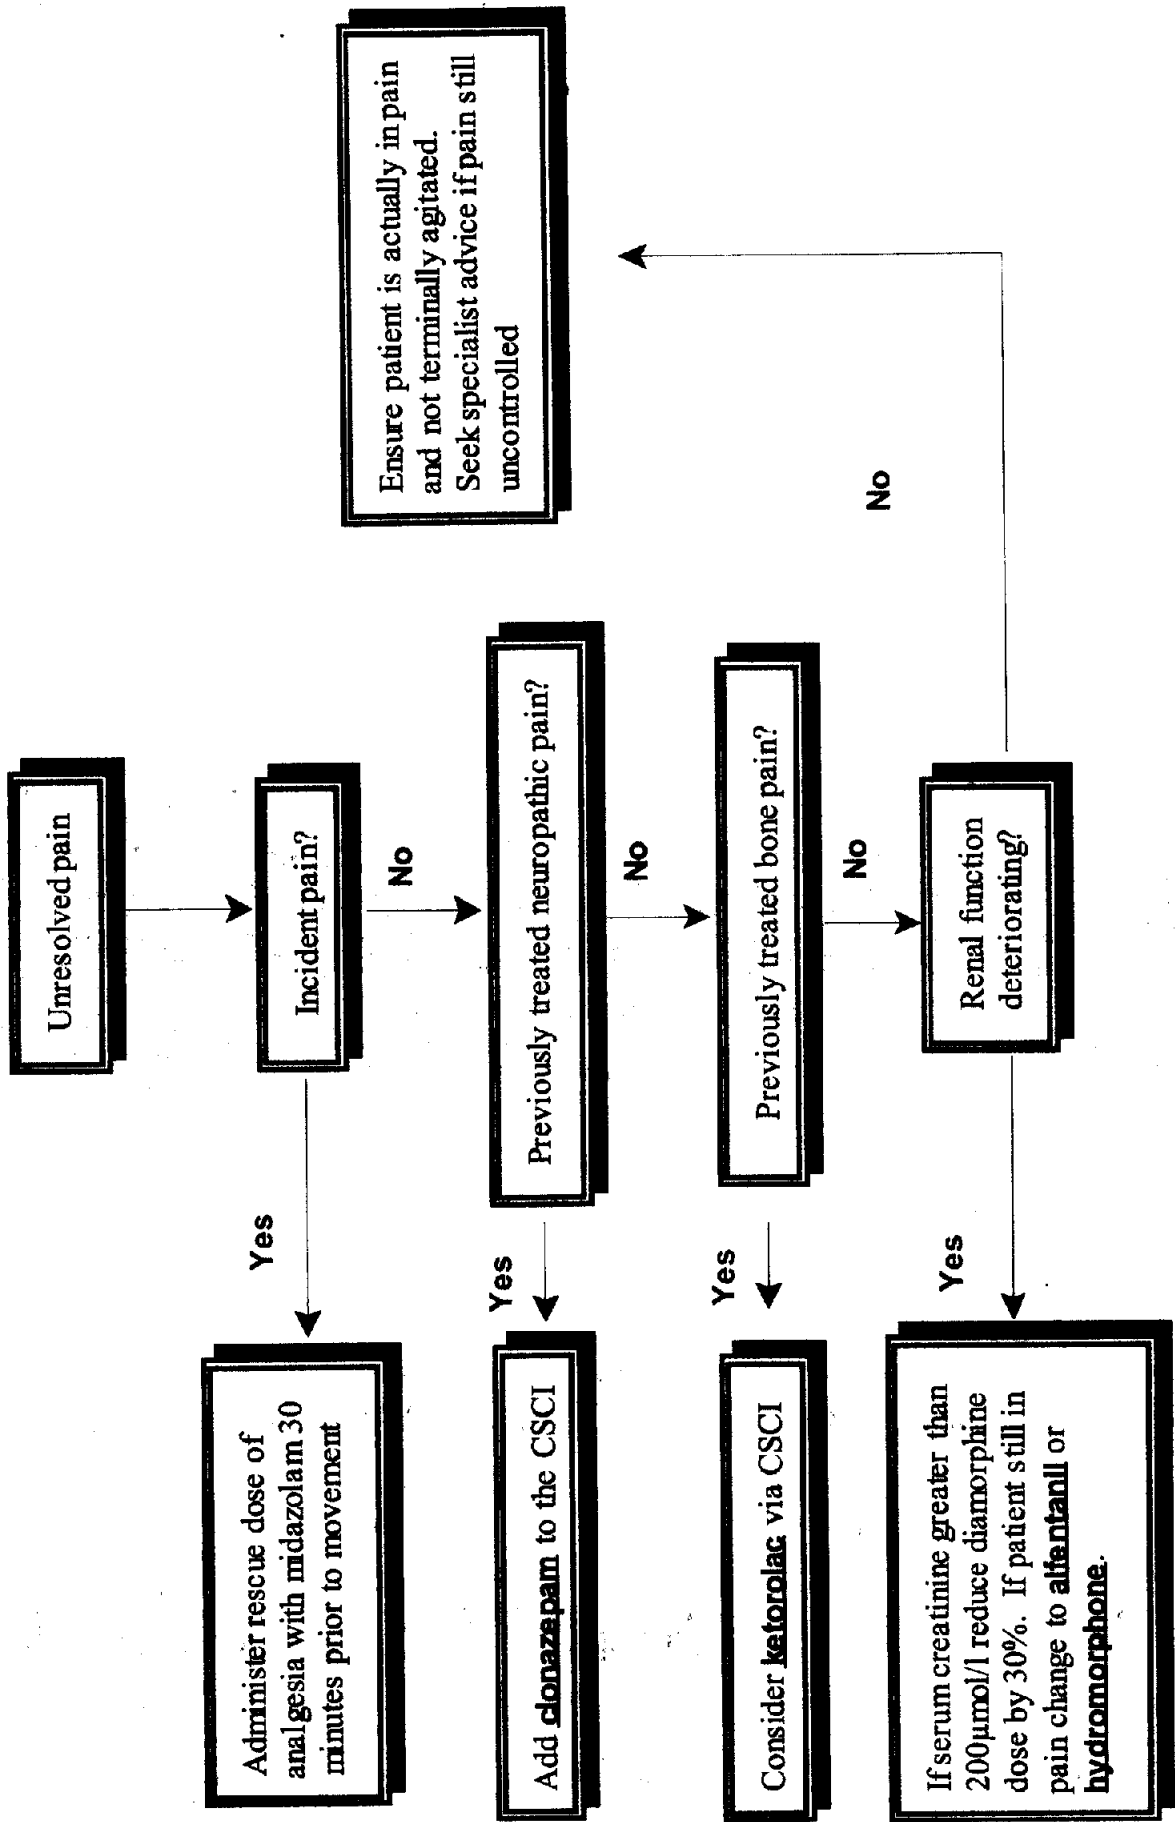 Unresolved pain
Incident pain?
Yes
Administer rescue dose of
analgesia with midazolam 30
minutes prior to movement
No
Previously treated neuropathic pain?
Yes
Add clonazepam to the CSCI
No
Previously treated bone pain?
Yes
Consider ketorolac via CSCI
No
Renal function
deteriorating?
Yes
If serum creatinine greater than
200µmol/l reduce diamorphine
dose by 30%. If patient still in
pain change to alfentanil or
hydromorphone.
No
Ensure patient is actually in pain
and not terminally agitated.
Seek specialist advice if pain still
uncontrolled